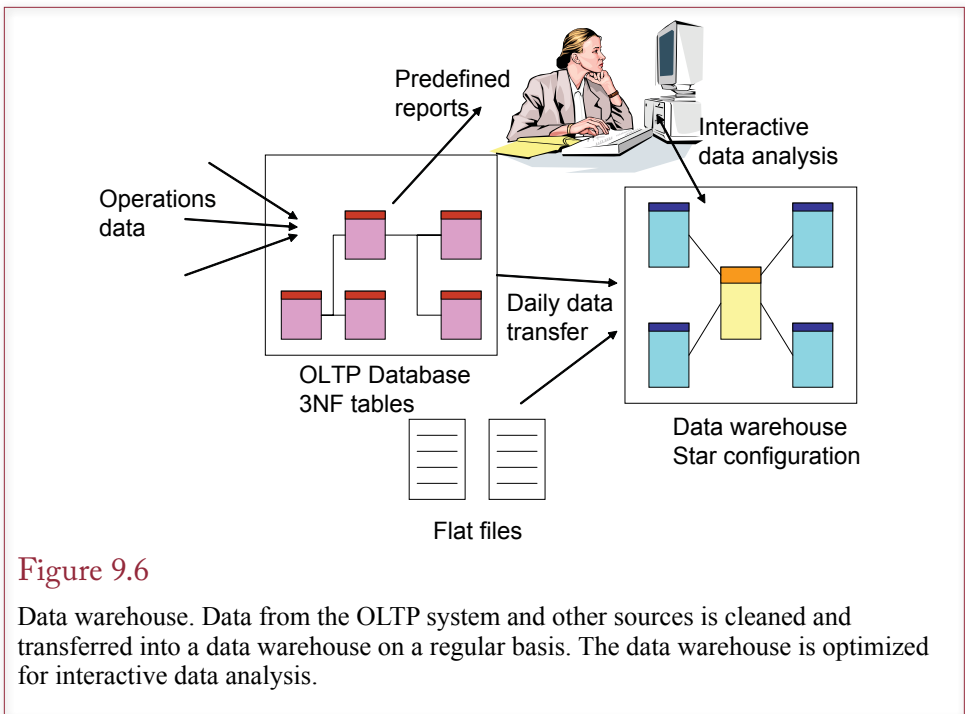 Predefined
reports
Interactive
data analysis
Operations
data
Daily data
transfer
OLTP Database
3NF tables
Data warehouse
Star configuration
Flat files
Figure 9.6
Data warehouse. Data from the OLTP system and other sources is cleaned and
transferred into a data warehouse on a regular basis. The data warehouse is optimized
for interactive data analysis.